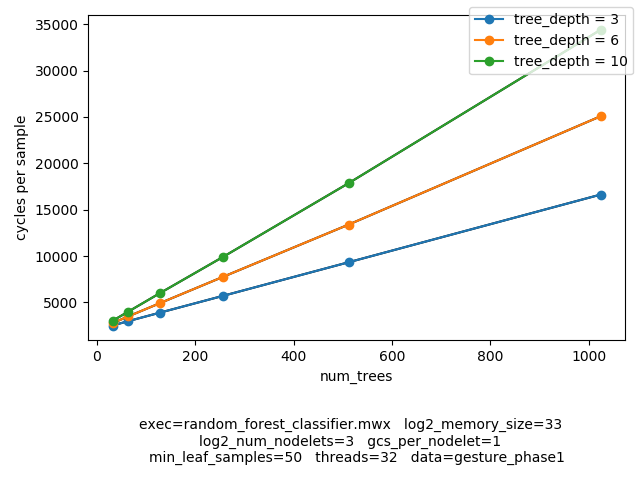 tree_depth = 3
tree_depth = 6
tree_depth = 10
35000
30000
25000
20000
15000
10000
5000
cycles per sample
0 200 400 600 800 1000
num_trees
exec=random_forest_classifier.mwx log2_memory_size=33
log2_num_nodelets=3 gcs_per_nodelet=1
min_leaf_samples=50 threads=32 data=gesture_phase1